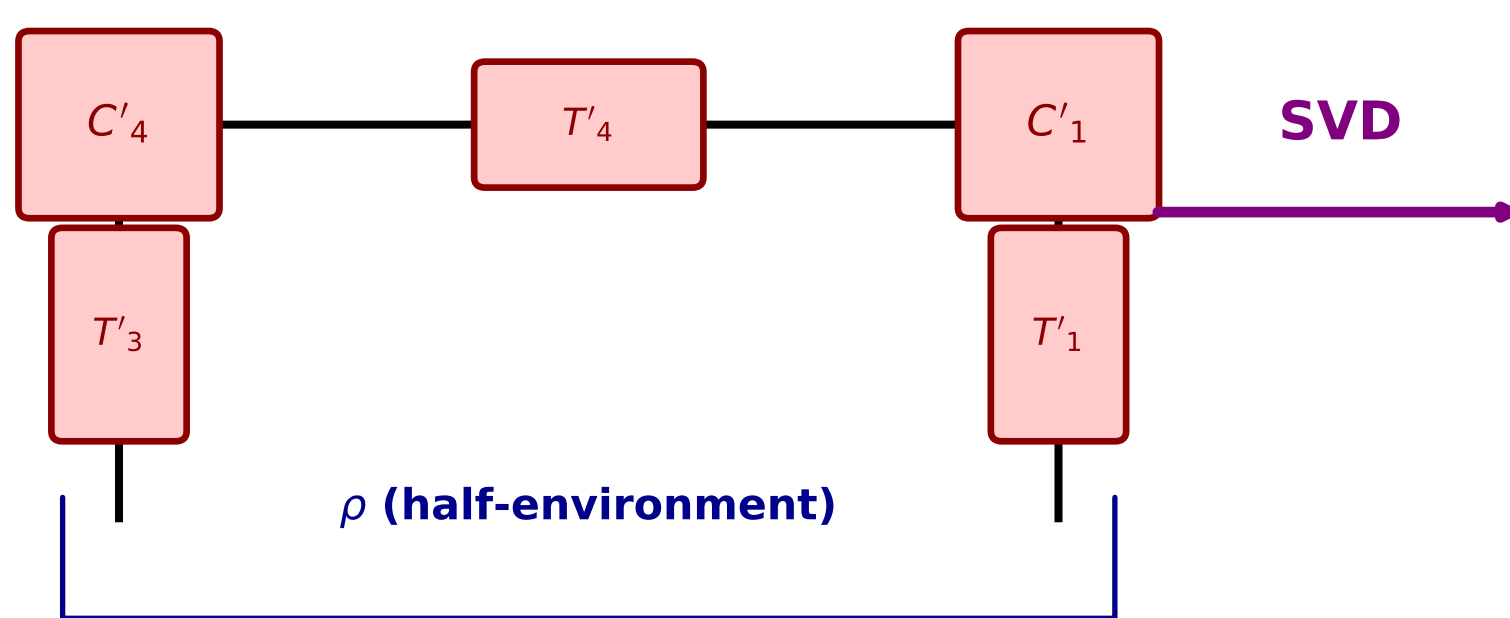 C′₄
T′₄
C′₁
SVD
T′₃
T′₁
ρ (half-environment)